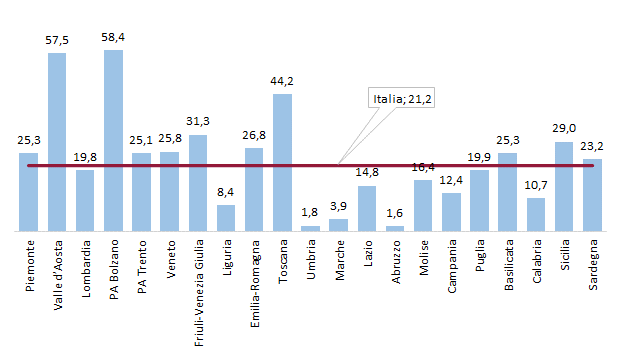 58,4
57,5
44,2
Italia; 21,2
31,3
29,0
26,8
25,8
25,3
25,1
25,3
23,2
19,8
19,9
16,4
14,8
12,4
10,7
8,4
3,9
1,8
1,6
Piemonte
Valle d'Aosta
Lombardia
PA Bolzano
PA Trento
Veneto
Friuli-Venezia Giulia
Liguria
Emilia-Romagna
Toscana
Umbria
Marche
Lazio
Abruzzo
Molise
Campania
Puglia
Basilicata
Calabria
Sicilia
Sardegna